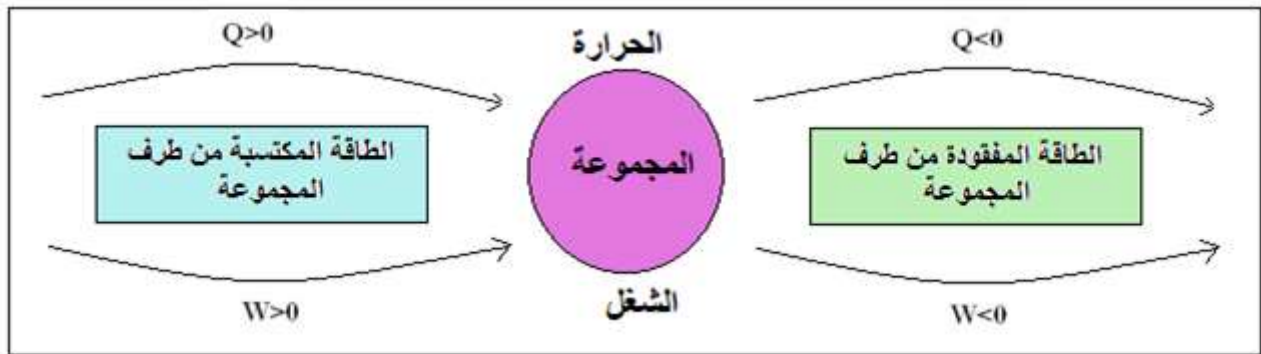 Q>0
الحرارة
Q<0
الطاقة المكتسبة من طرف
المجموعة
المجموعة
الطاقة المفقودة من طرف
المجموعة
W>0
الشغل
W<0